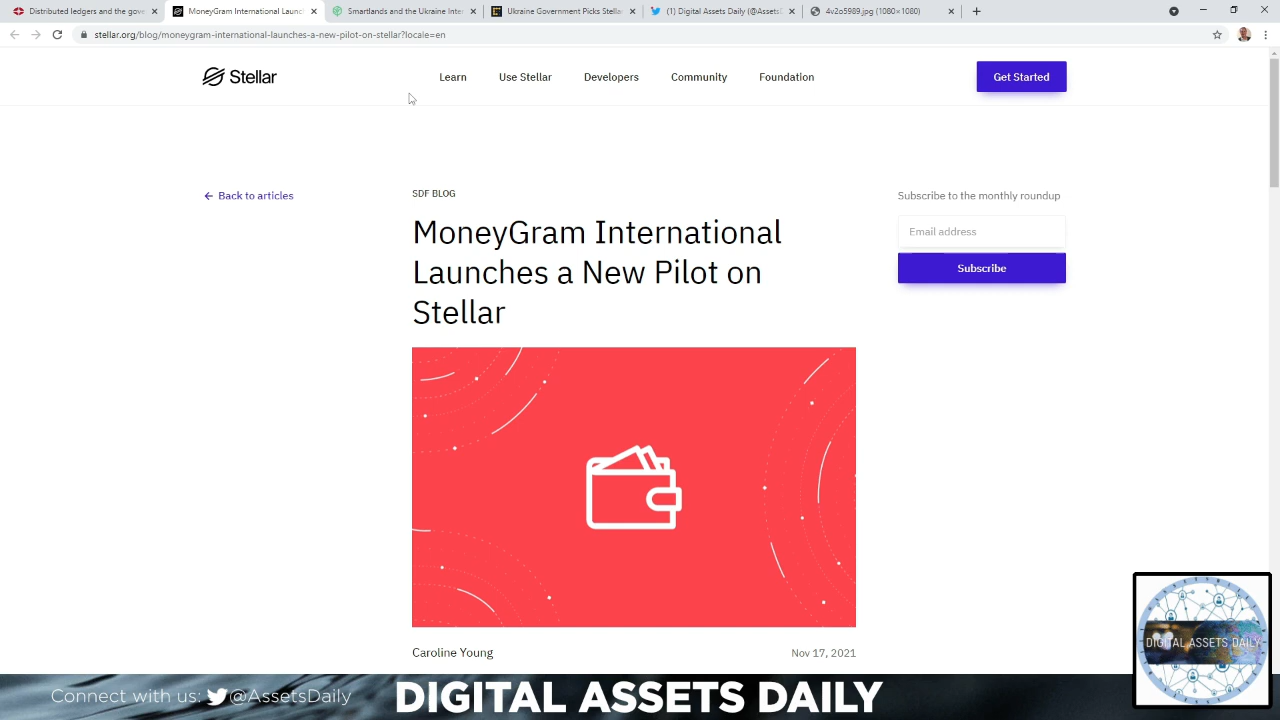 Distributed ledgers and the gove
MoneyGram International Launch
Smartlands and the Ukraine Inter
Ukraine Government Picks Stellar
(1) Digital Assets Daily (@Assets
4v2o5989.jpg (1080×1080)
stellar.org/blog/moneygram-international-launches-a-new-pilot-on-stellar?locale=en
Stellar
Learn
Use Stellar
Developers
Community
Foundation
Get Started
← Back to articles
SDF BLOG
MoneyGram International
Launches a New Pilot on
Stellar
Caroline Young
Nov 17, 2021
Subscribe to the monthly roundup
Email address
Subscribe
DIGITAL ASSETS DAILY
Connect with us: @AssetsDaily
DIGITAL ASSETS DAILY